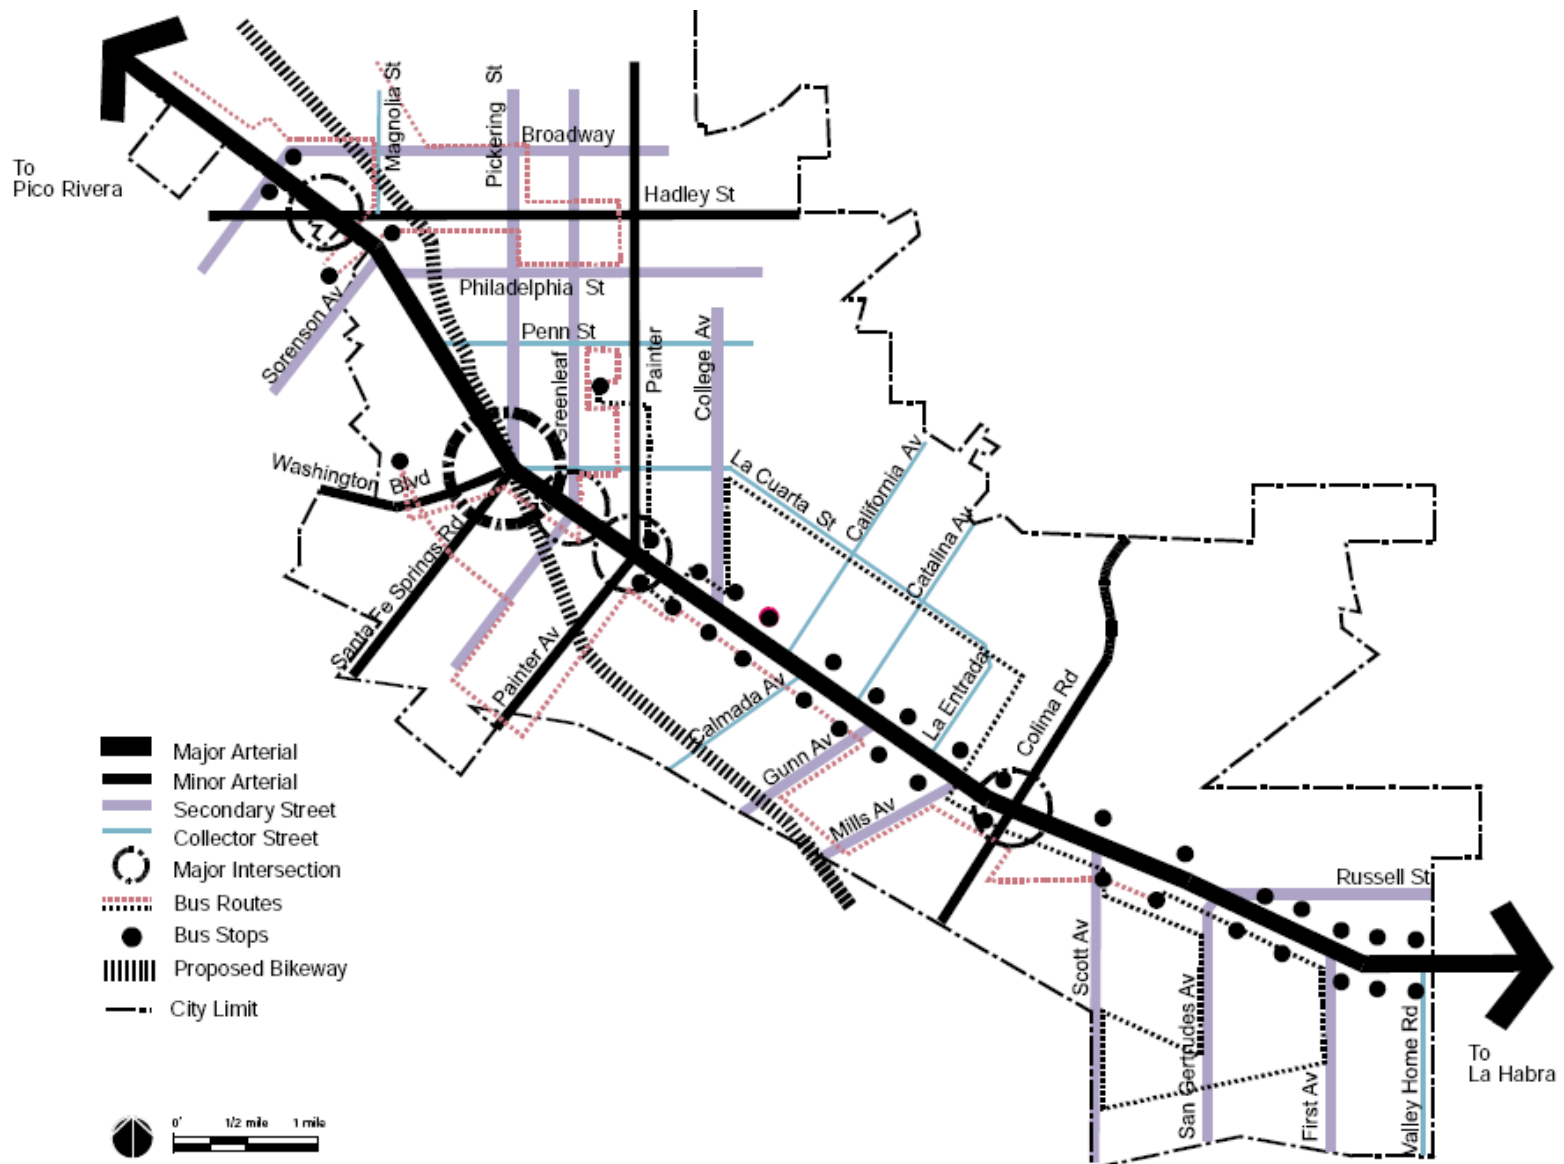 To
Pico Rivera
Magnolia St
Pickering St
Broadway
Hadley St
Philadelphia St
Sorenson Av
Penn St
Greenleaf
Painter
College Av
Washington Blvd
La Cuarta St
California Av
Catalina Av
Santa Fe Springs Rd
Painter Av
Calmada Av
La Entrada
Colima Rd
Gunn Av
Mills Av
Russell St
Scott Av
San Gertrudes Av
First Av
Valley Home Rd
To
La Habra
Major Arterial
Minor Arterial
Secondary Street
Collector Street
Major Intersection
Bus Routes
Bus Stops
Proposed Bikeway
City Limit
0' 1/2 mile 1 mile